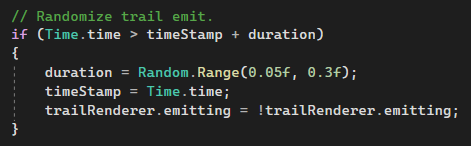 // Randomize trail emit.
if (Time.time > timeStamp + duration)
{
    duration = Random.Range(0.05f, 0.3f);
    timeStamp = Time.time;
    trailRenderer.emitting = !trailRenderer.emitting;
}